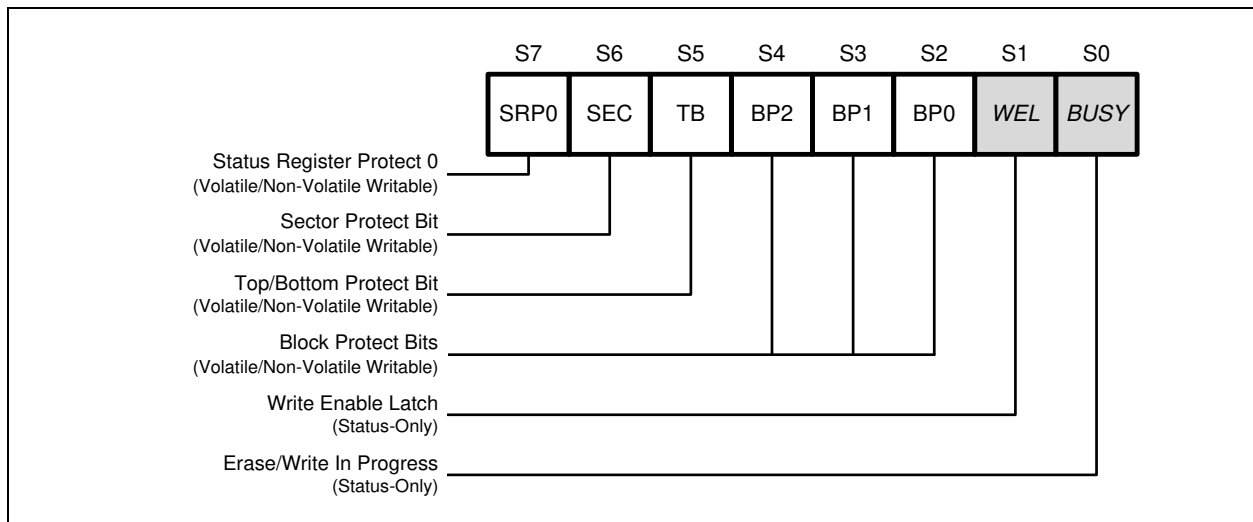 S7 S6 S5 S4 S3 S2 S1 S0
SRP0 SEC TB BP2 BP1 BP0 WEL BUSY
Status Register Protect 0
(Volatile/Non-Volatile Writable)
Sector Protect Bit
(Volatile/Non-Volatile Writable)
Top/Bottom Protect Bit
(Volatile/Non-Volatile Writable)
Block Protect Bits
(Volatile/Non-Volatile Writable)
Write Enable Latch
(Status-Only)
Erase/Write In Progress
(Status-Only)